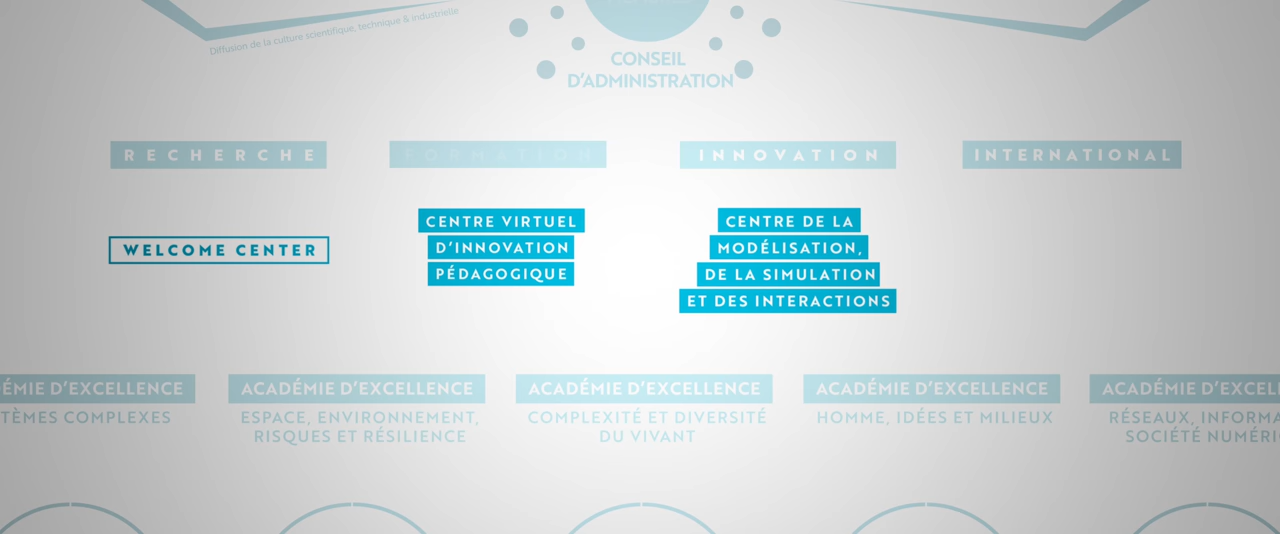 Diffusion de la culture scientifique, technique & industrielle
CONSEIL
D'ADMINISTRATION
RECHERCHE
FORMATION
INNOVATION
INTERNATIONAL
WELCOME CENTER
CENTRE VIRTUEL
D'INNOVATION
PÉDAGOGIQUE
CENTRE DE LA
MODÉLISATION,
DE LA SIMULATION
ET DES INTERACTIONS
ÉMIE D'EXCELLENCE
TÈMES COMPLEXES
ACADÉMIE D'EXCELLENCE
ESPACE, ENVIRONNEMENT,
RISQUES ET RÉSILIENCE
ACADÉMIE D'EXCELLENCE
COMPLEXITÉ ET DIVERSITÉ
DU VIVANT
ACADÉMIE D'EXCELLENCE
HOMME, IDÉES ET MILIEUX
ACADÉMIE D'EXCELL
RÉSEAUX, INFORMA
SOCIÉTÉ NUMÉRI